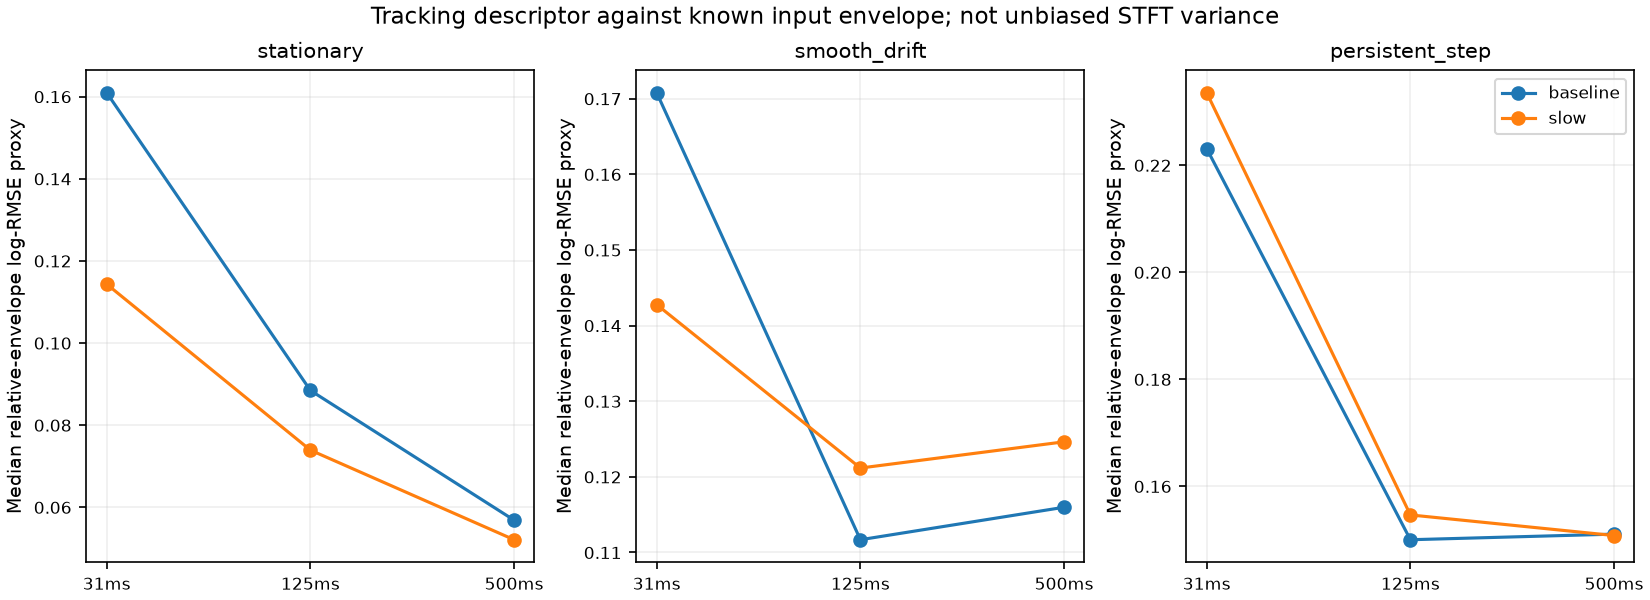 Tracking descriptor against known input envelope; not unbiased STFT variance
stationary
Median relative-envelope log-RMSE proxy
0.16
0.14
0.12
0.10
0.08
0.06
31ms
125ms
500ms
smooth_drift
Median relative-envelope log-RMSE proxy
0.17
0.16
0.15
0.14
0.13
0.12
0.11
31ms
125ms
500ms
persistent_step
Median relative-envelope log-RMSE proxy
0.22
0.20
0.18
0.16
31ms
125ms
500ms
baseline
slow